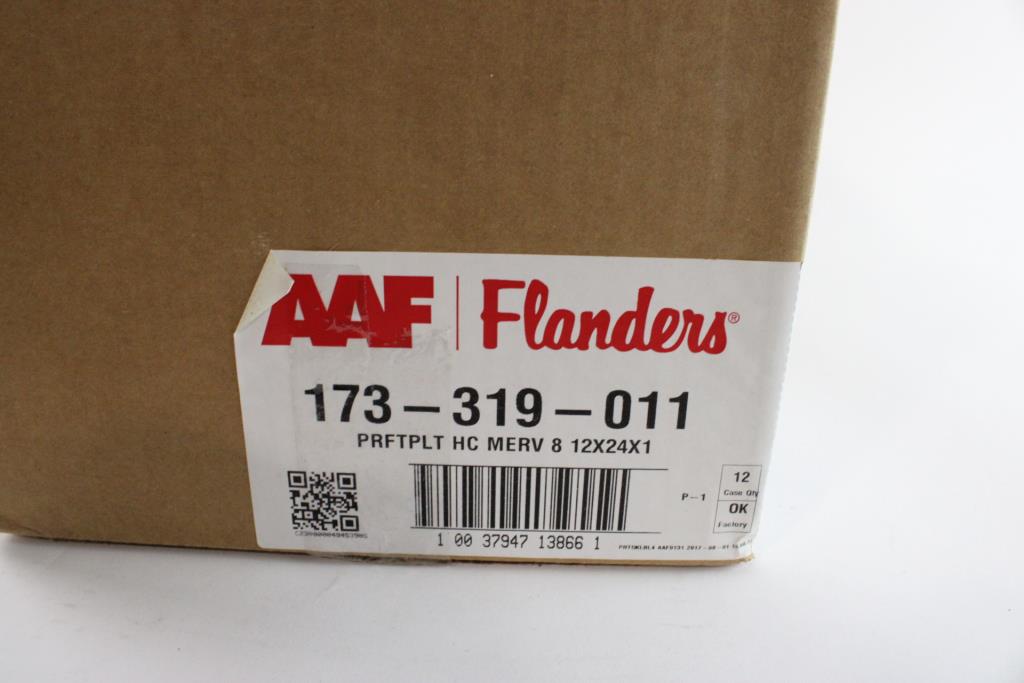 AAF Flanders®
173-319-011
PRFTPLT HC MERV 8 12X24X1
P-1
12
Case Qty
OK
Factory
1 00 37947 13866 1